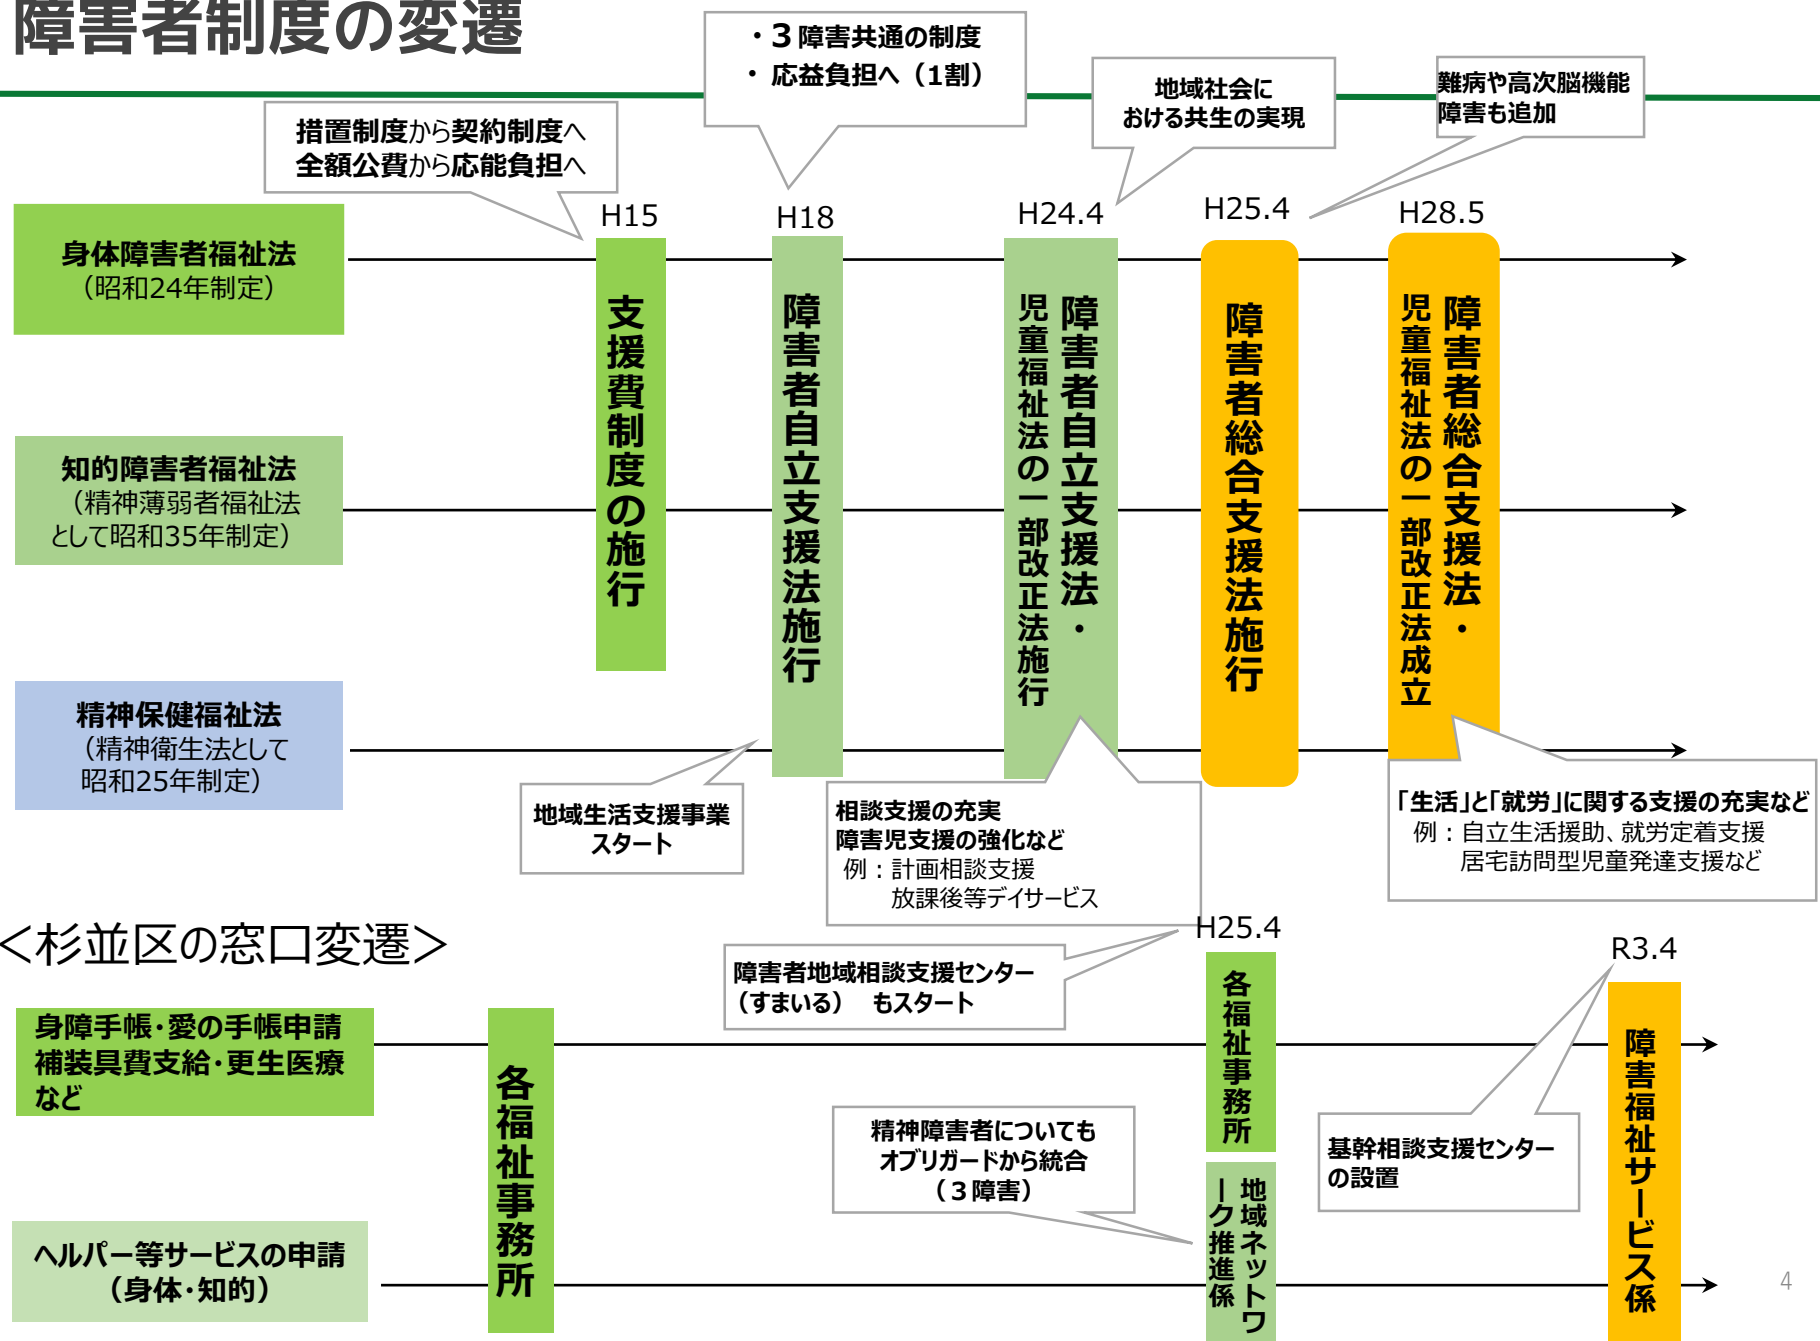 障害者制度の変遷
・３障害共通の制度
・ 応益負担へ（1割）
地域社会に
おける共生の実現
難病や高次脳機能
障害も追加
措置制度から契約制度へ
全額公費から応能負担へ
H15
H18
H24.4
H25.4
H28.5
身体障害者福祉法
（昭和24年制定）
知的障害者福祉法
（精神薄弱者福祉法
として昭和35年制定）
精神保健福祉法
（精神衛生法として
昭和25年制定）
支援費制度の施行
障害者自立支援法施行
障害者自立支援法・
児童福祉法の一部改正法施行
障害者総合支援法施行
障害者総合支援法・
児童福祉法の一部改正法成立
地域生活支援事業
スタート
相談支援の充実
障害児支援の強化など
例：計画相談支援
放課後等デイサービス
「生活」と「就労」に関する支援の充実など
例：自立生活援助、就労定着支援
居宅訪問型児童発達支援など
＜杉並区の窓口変遷＞
H25.4
R3.4
障害者地域相談支援センター
（すまいる）　もスタート
身障手帳・愛の手帳申請
補装具費支給・更生医療
など
各福祉事務所
各福祉事務所
精神障害者についても
オブリガードから統合
（３障害）
基幹相談支援センター
の設置
障害福祉サービス係
ヘルパー等サービスの申請
（身体・知的）
地域ネットワ
ーク推進係
4